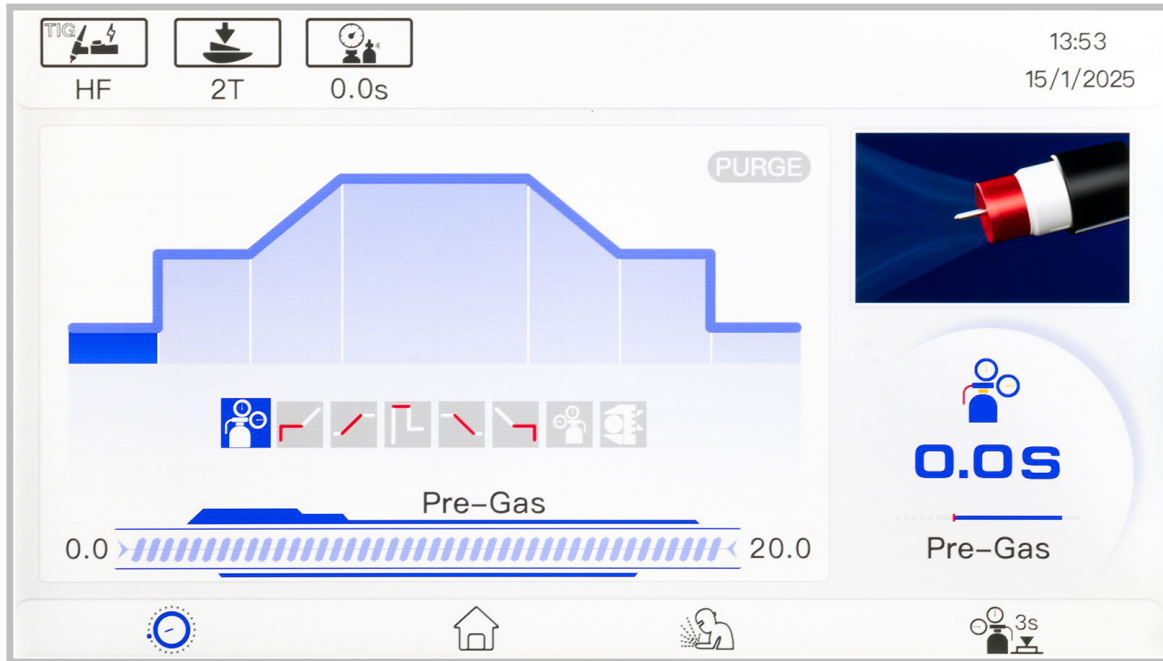 TIG
HF
2T
0.0s
13:53
15/1/2025
PURGE
Pre-Gas
0.0
20.0
0.0s
Pre-Gas
3s